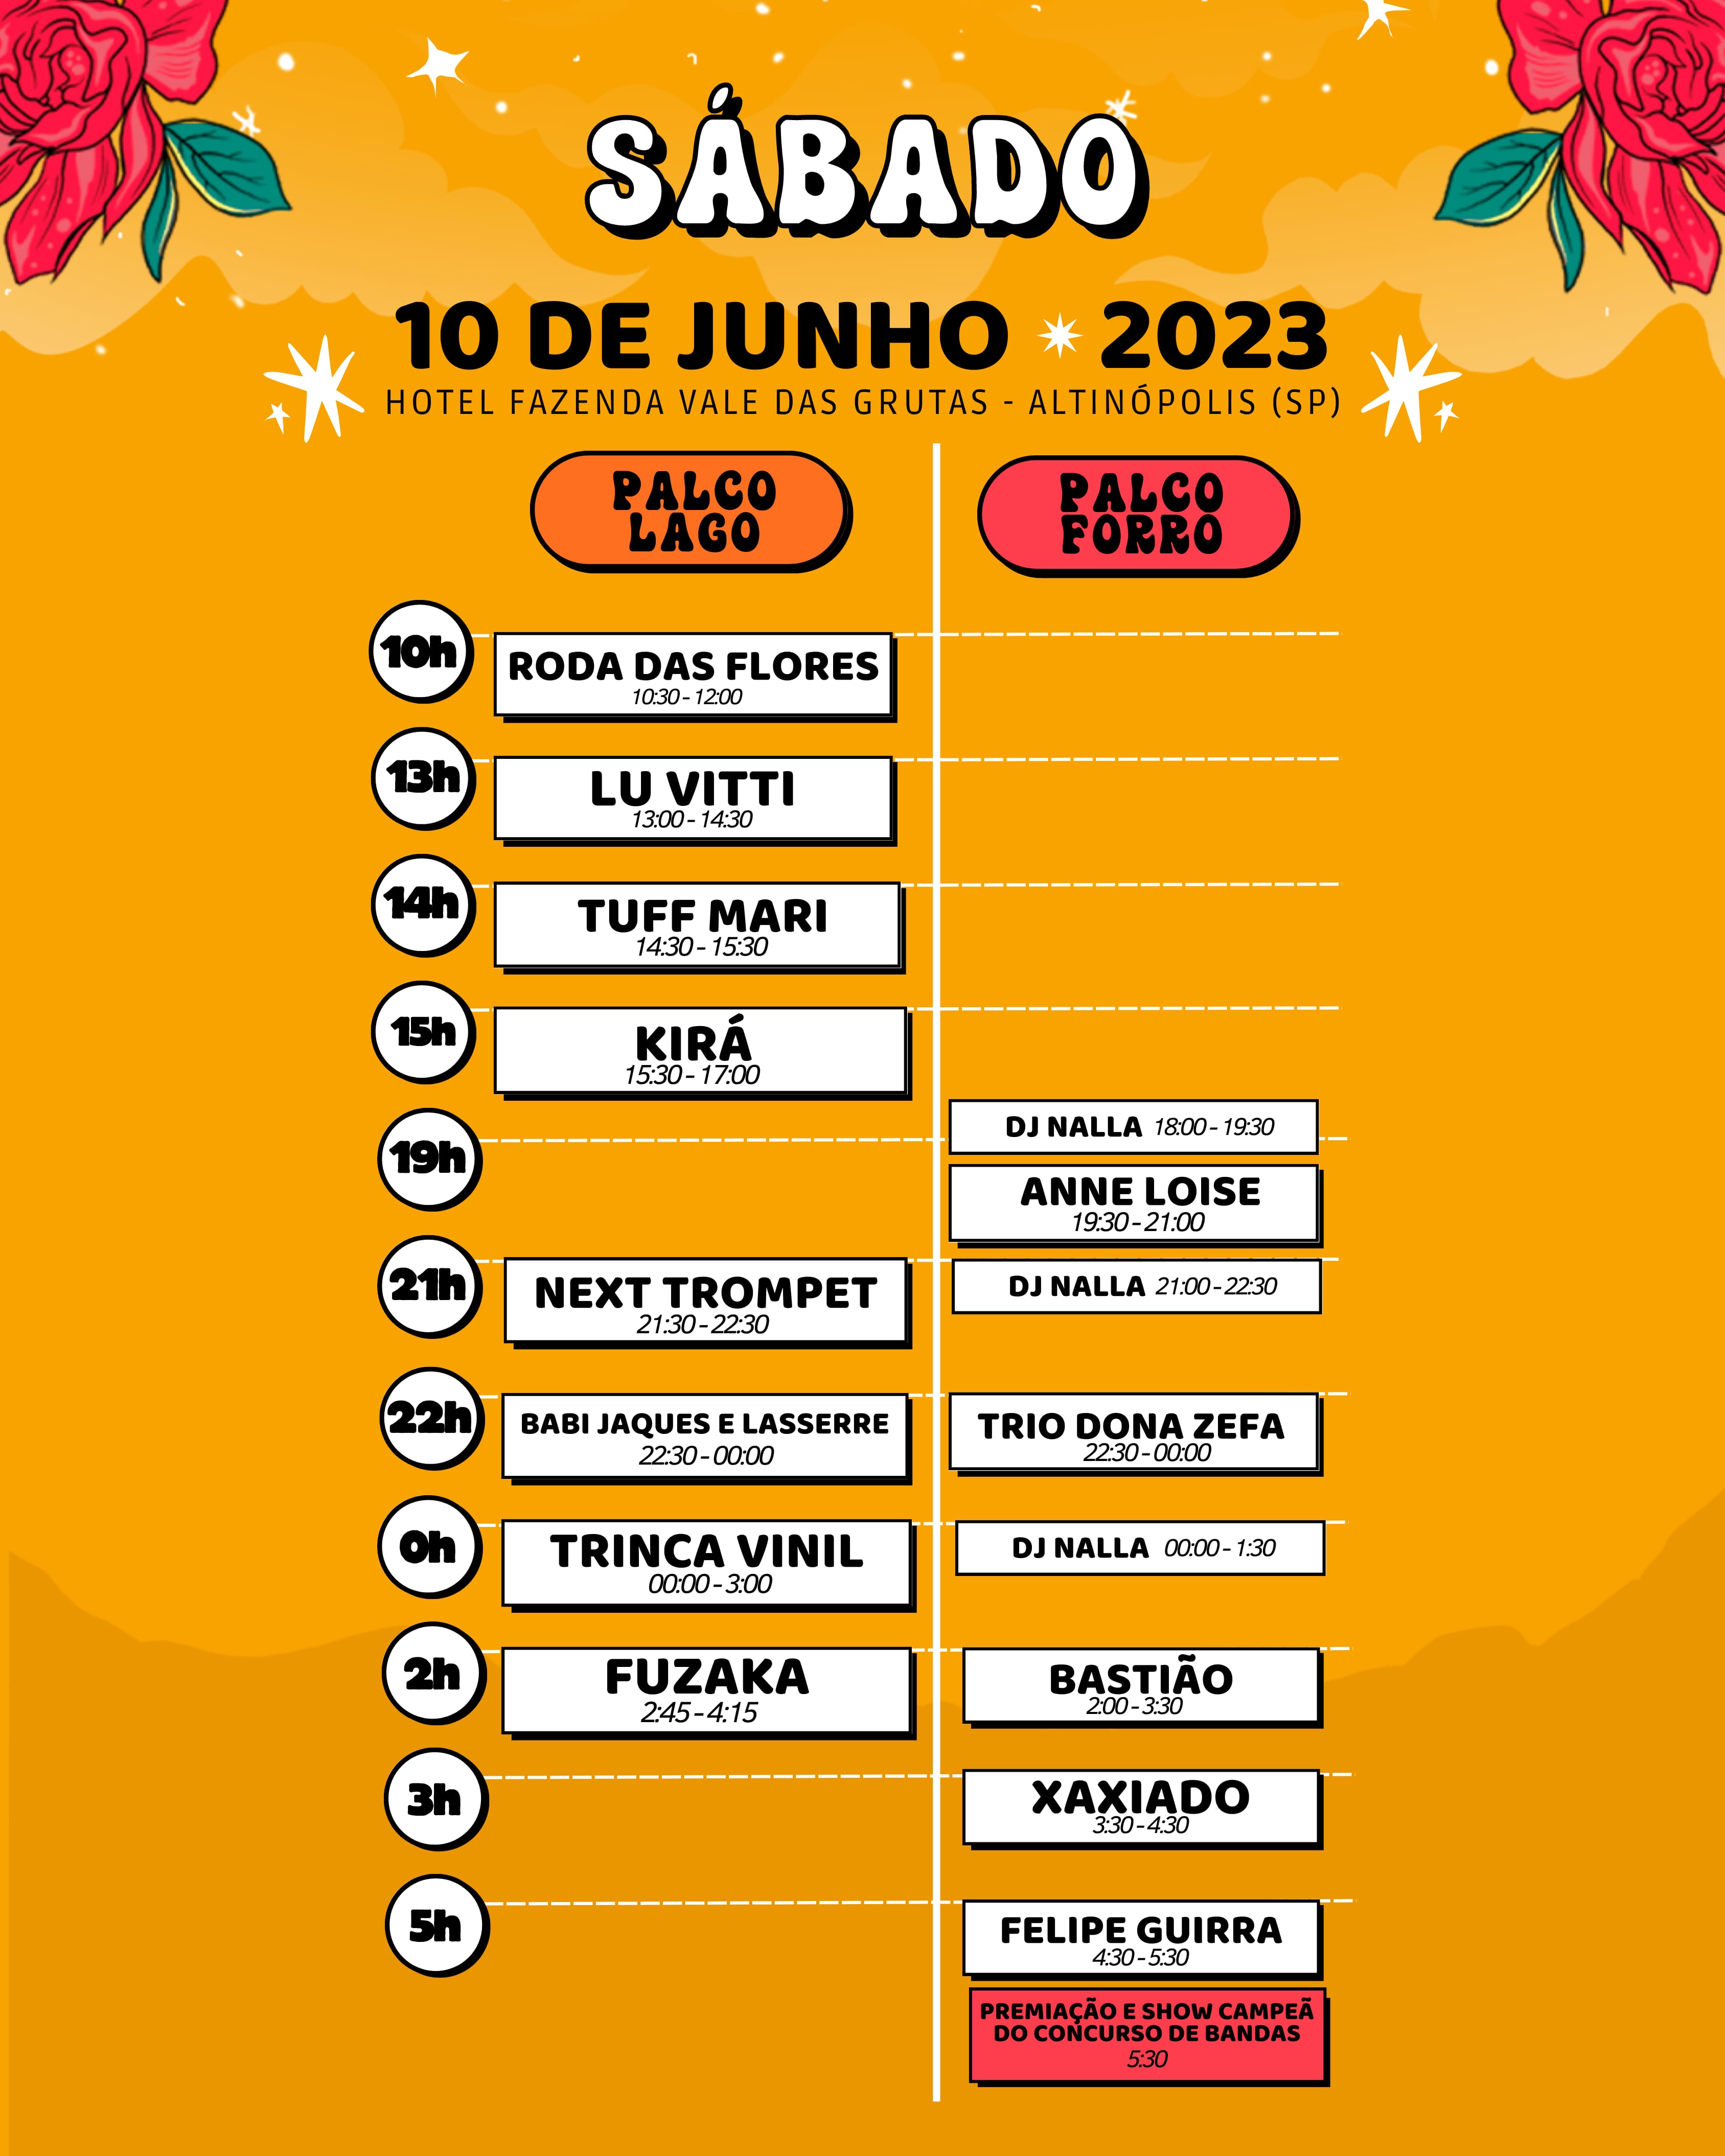 SÁBADO
10 DE JUNHO 2023
HOTEL FAZENDA VALE DAS GRUTAS - ALTINÓPOLIS (SP)
PALCO
LAGO
PALCO
FORRO
10h
RODA DAS FLORES
10:30 - 12:00
13h
LU VITTI
13:00 - 14:30
14h
TUFF MARI
14:30 - 15:30
15h
KIRÁ
15:30 - 17:00
19h
DJ NALLA 18:00 - 19:30
ANNE LOISE
19:30 - 21:00
21h
NEXT TROMPET
21:30 - 22:30
DJ NALLA 21:00 - 22:30
22h
BABI JAQUES E LASSERRE
22:30 - 00:00
TRIO DONA ZEFA
22:30 - 00:00
0h
TRINCA VINIL
00:00 - 3:00
DJ NALLA 00:00 - 1:30
2h
FUZAKA
2:45 - 4:15
BASTIÃO
2:00 - 3:30
3h
XAXIADO
3:30 - 4:30
5h
FELIPE GUIRRA
4:30 - 5:30
PREMIAÇÃO E SHOW CAMPEÃ
DO CONCURSO DE BANDAS
5:30